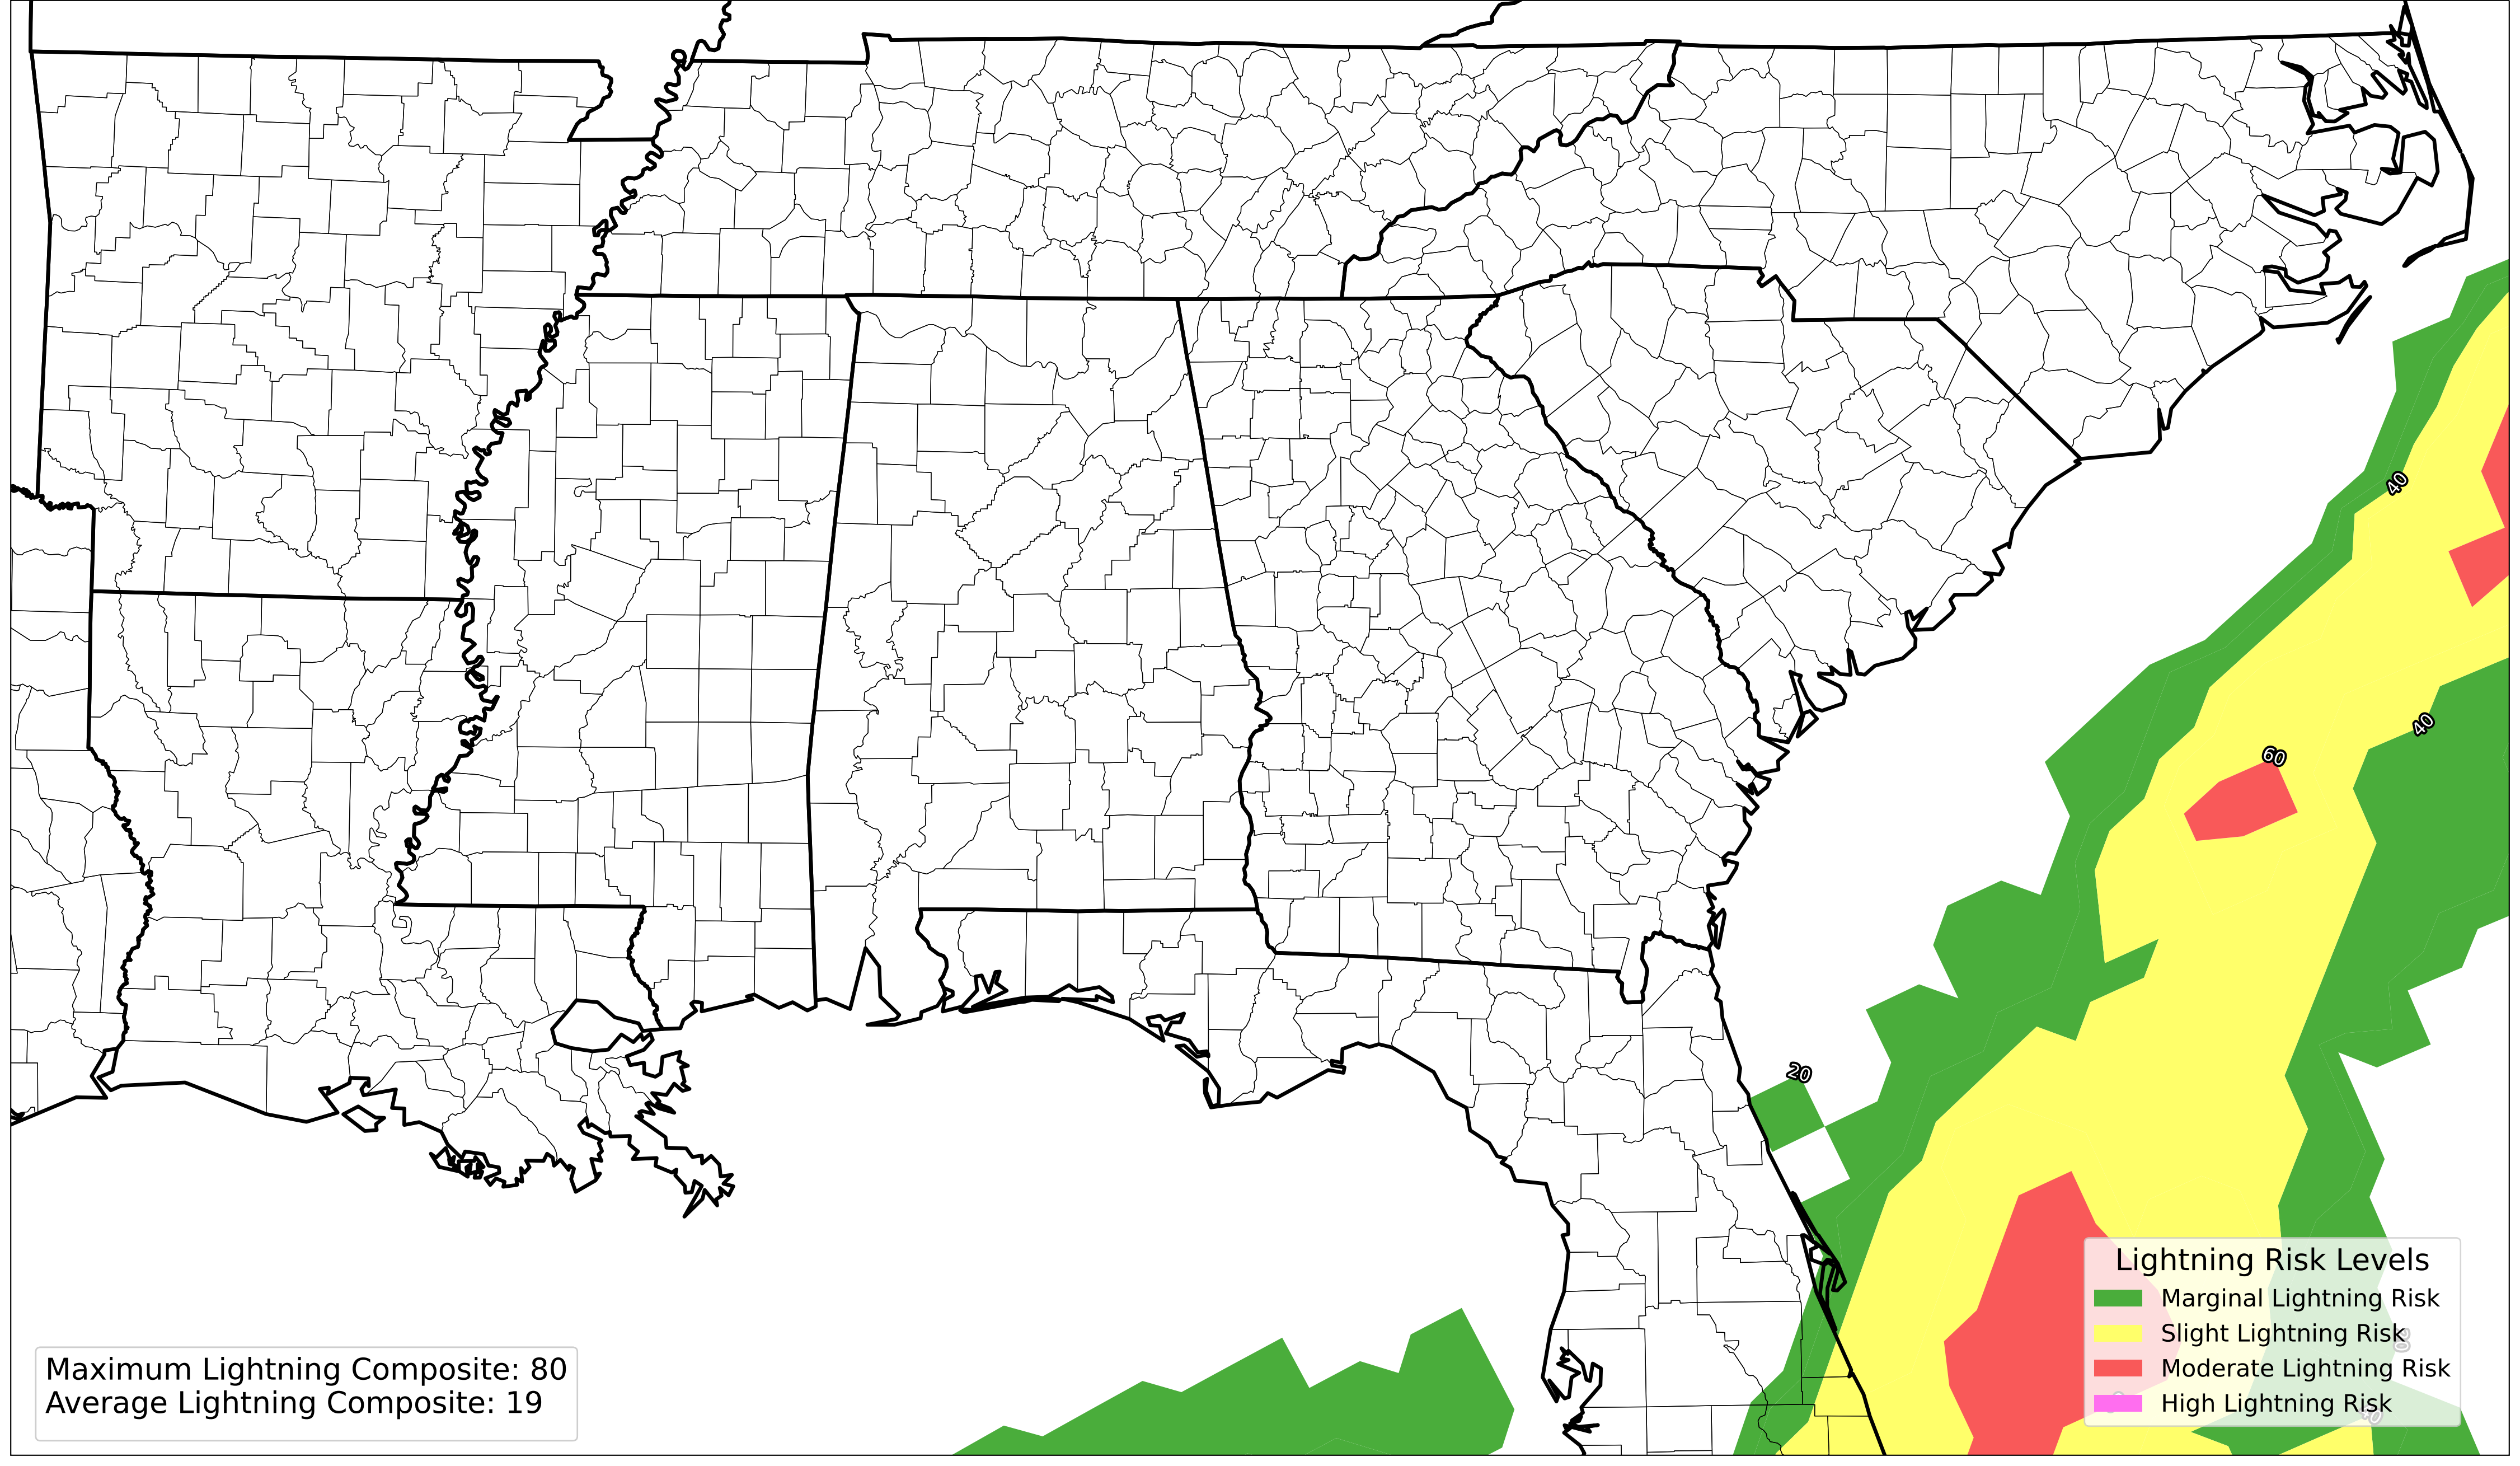 40
40
60
20
Lightning Risk Levels
Marginal Lightning Risk
Slight Lightning Risk
Moderate Lightning Risk
High Lightning Risk
Maximum Lightning Composite: 80
Average Lightning Composite: 19